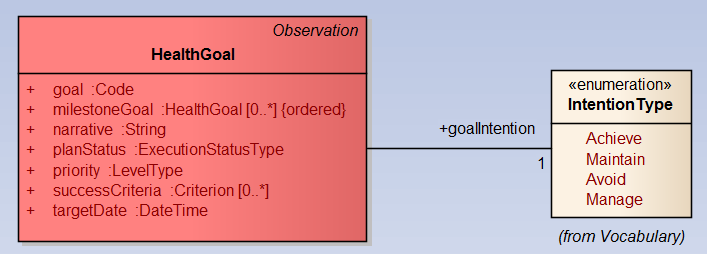 Observation
HealthGoal
+ goal :Code
+ milestoneGoal :HealthGoal [0..*] {ordered}
+ narrative :String
+ planStatus :ExecutionStatusType
+ priority :LevelType
+ successCriteria :Criterion [0..*]
+ targetDate :DateTime
+goalIntention
1
«enumeration»
IntentionType
Achieve
Maintain
Avoid
Manage
(from Vocabulary)